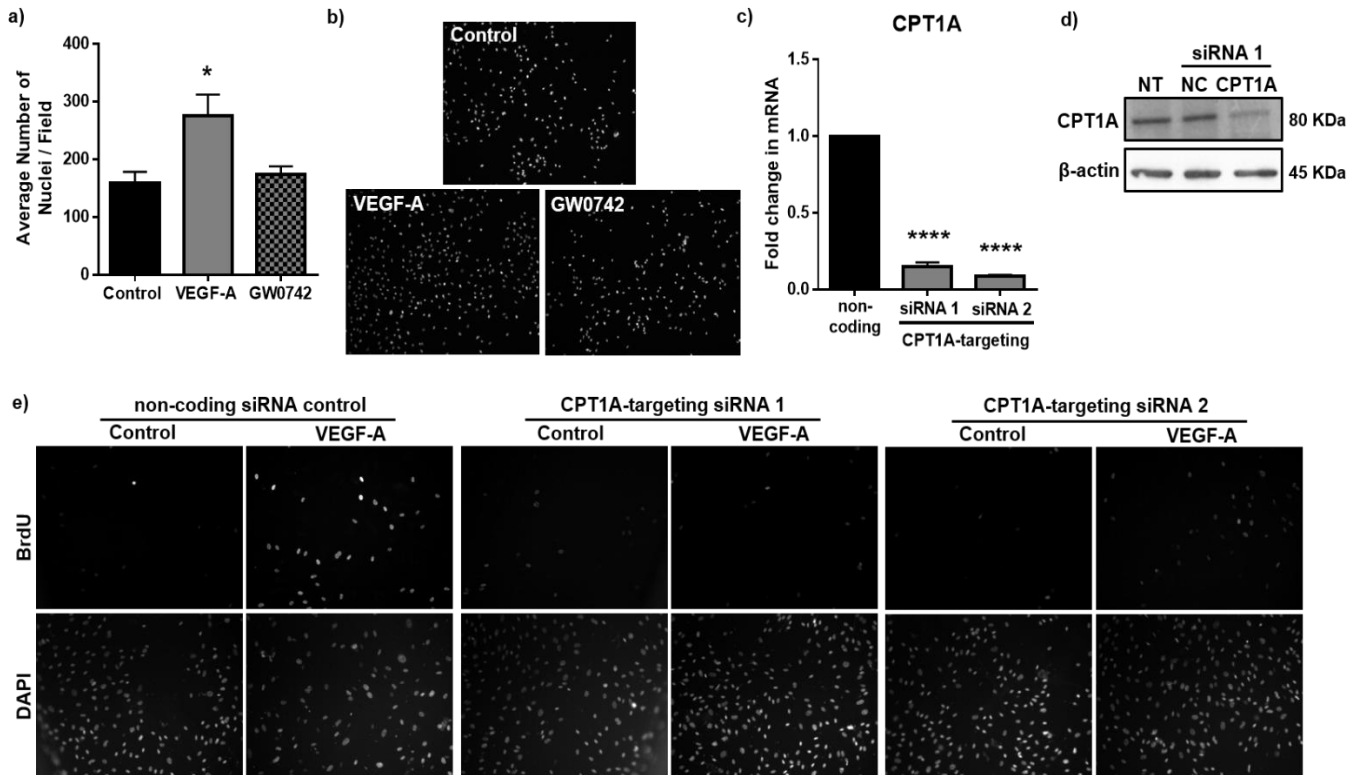 a)
400
300
200
100
0
Average Number of
Nuclei / Field
*
Control
VEGF-A
GW0742
b)
Control
VEGF-A
GW0742
c)
CPT1A
1.5
1.0
0.5
0.0
Fold change in mRNA
****
****
non-
coding
siRNA 1
siRNA 2
CPT1A-targeting
d)
siRNA 1
NT NC CPT1A
CPT1A 80 KDa
β-actin 45 KDa
e)
non-coding siRNA control
CPT1A-targeting siRNA 1
CPT1A-targeting siRNA 2
Control VEGF-A Control VEGF-A Control VEGF-A
BrdU
DAPI